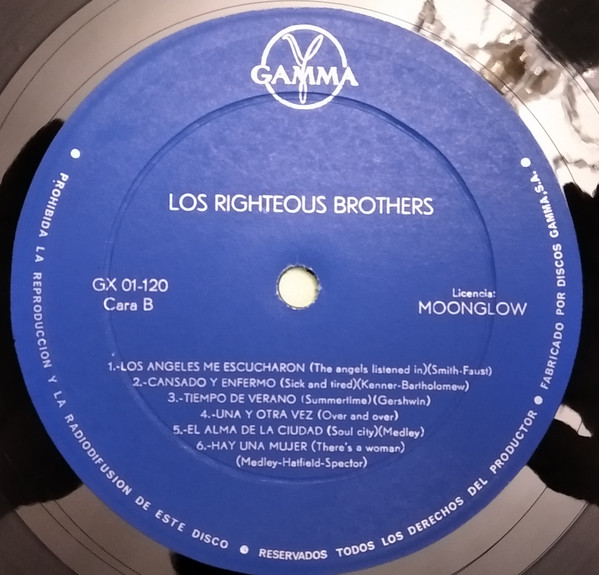 GAMMA
LOS RIGHTEOUS BROTHERS
GX 01-120
Cara B
Licencia:
MOONGLOW
1.-LOS ANGELES ME ESCUCHARON (The angels listened in)(Smith-Faust)
2.-CANSADO Y ENFERMO (Sick and tired)(Kenner-Bartholomew)
3.-TIEMPO DE VERANO (Summertime)(Gershwin)
4.-UNA Y OTRA VEZ (Over and over)
5.-EL ALMA DE LA CIUDAD (Soul city)(Medley)
6.-HAY UNA MUJER (There's a woman)
(Medley-Hatfield-Spector)
PROHIBIDA LA REPRODUCCION Y LA RADIODIFUSION DE ESTE DISCO ● RESERVADOS TODOS LOS DERECHOS DEL PRODUCTOR ● FABRICADO POR DISCOS GAMMA, S.A.